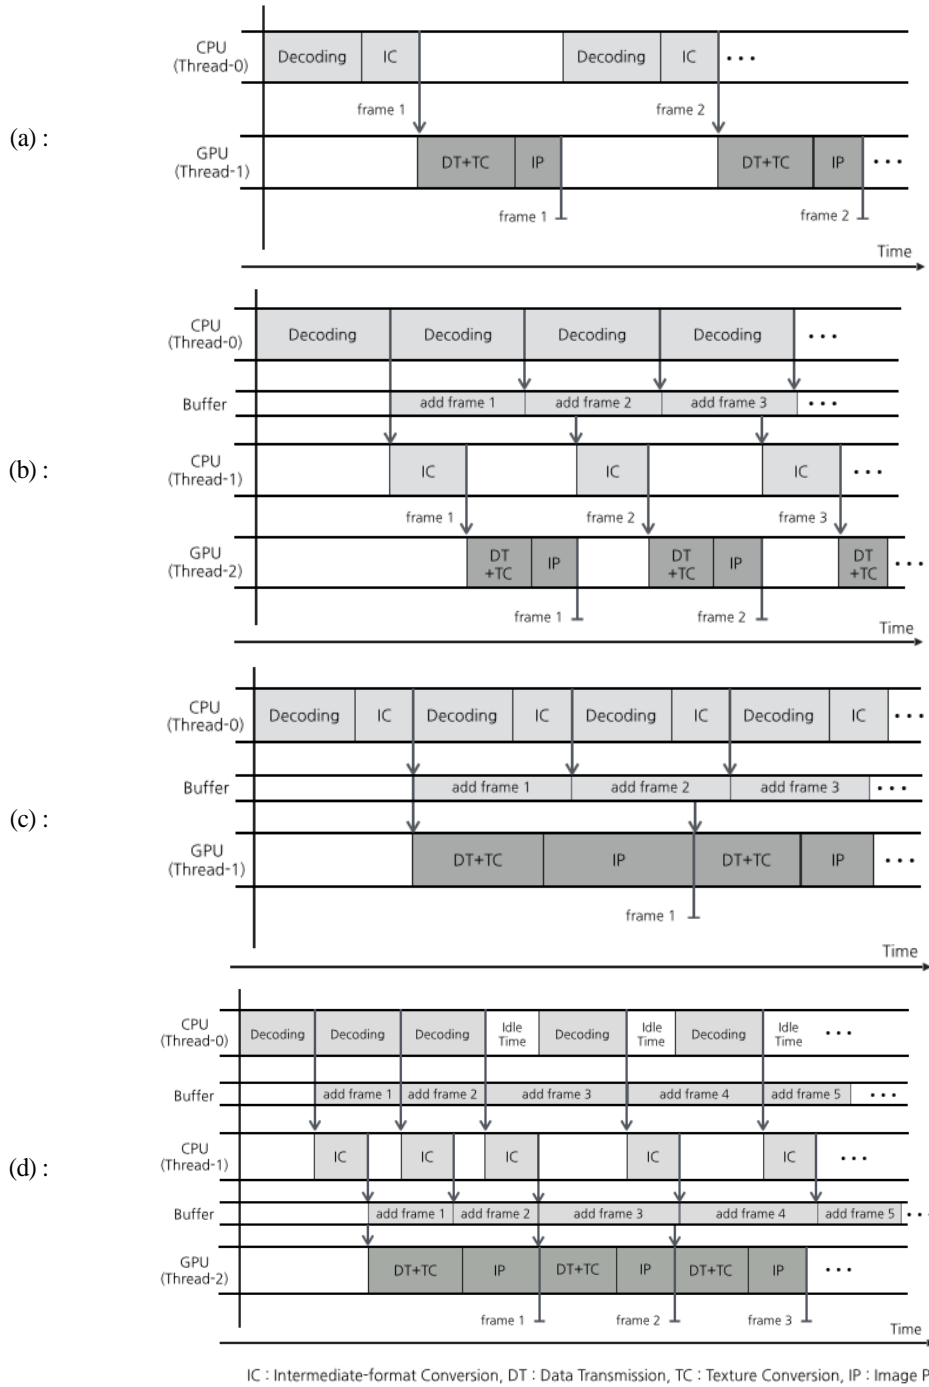 (a) :
CPU
(Thread-0)
Decoding IC Decoding IC • • •
frame 1 frame 2
GPU
(Thread-1)
DT+TC IP DT+TC IP • • •
frame 1 frame 2
Time
(b) :
CPU
(Thread-0)
Decoding Decoding Decoding Decoding • • •
Buffer add frame 1 add frame 2 add frame 3 • • •
CPU
(Thread-1)
IC IC IC • • •
frame 1 frame 2 frame 3
GPU
(Thread-2)
DT
+TC
IP
DT
+TC
IP
DT
+TC
• • •
frame 1 frame 2
Time
(c) :
CPU
(Thread-0)
Decoding IC Decoding IC Decoding IC Decoding IC • • •
Buffer add frame 1 add frame 2 add frame 3 • • •
GPU
(Thread-1)
DT+TC IP DT+TC IP • • •
frame 1
Time
(d) :
CPU
(Thread-0)
Decoding Decoding Decoding
Idle
Time
Decoding
Idle
Time
Decoding
Idle
Time
• • •
Buffer add frame 1 add frame 2 add frame 3 add frame 4 add frame 5 • • •
CPU
(Thread-1)
IC IC IC IC IC • • •
Buffer add frame 1 add frame 2 add frame 3 add frame 4 add frame 5 • • •
GPU
(Thread-2)
DT+TC IP DT+TC IP DT+TC IP • • •
frame 1 frame 2 frame 3
Time
IC : Intermediate-format Conversion, DT : Data Transmission, TC : Texture Conversion, IP : Image P